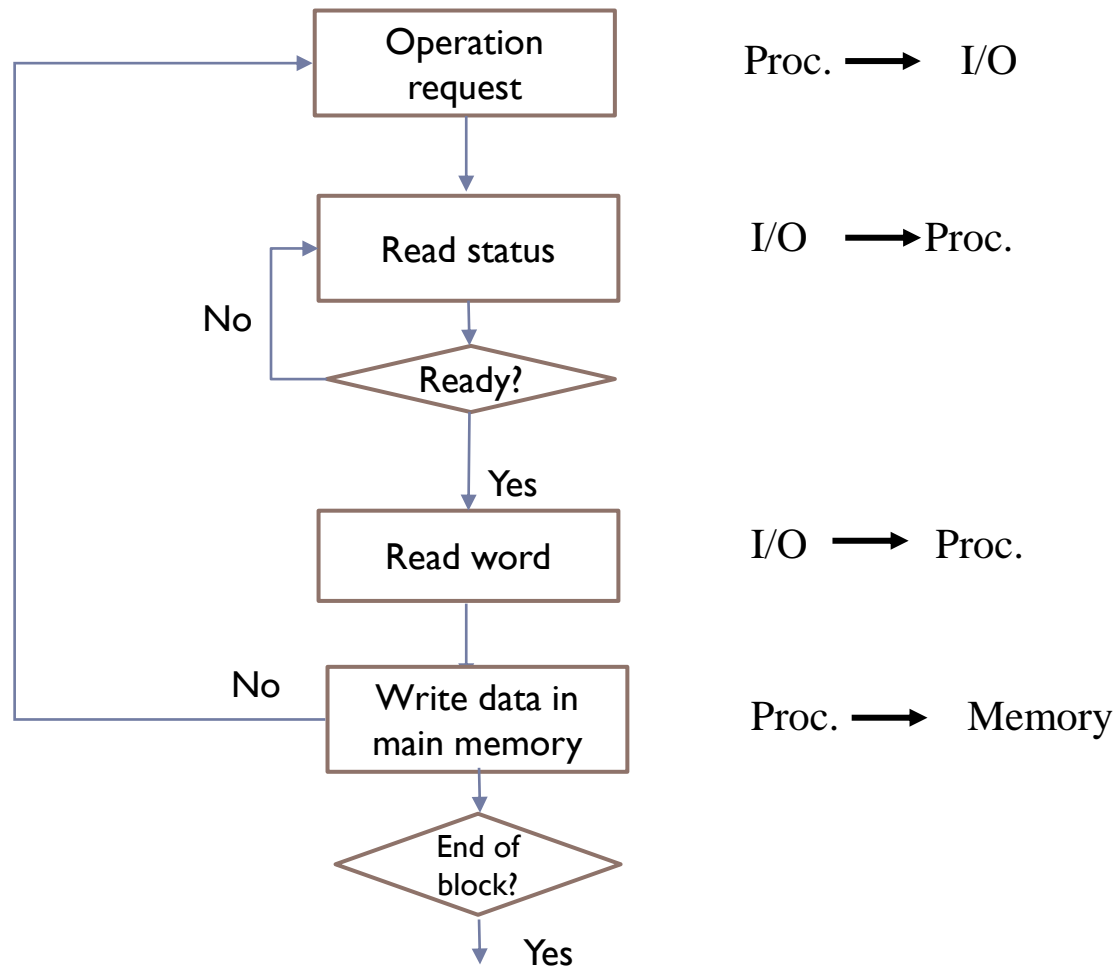 Operation
request
Proc. I/O
Read status
I/O Proc.
No
Ready?
Yes
Read word
I/O Proc.
No
Write data in
main memory
Proc. Memory
End of
block?
Yes